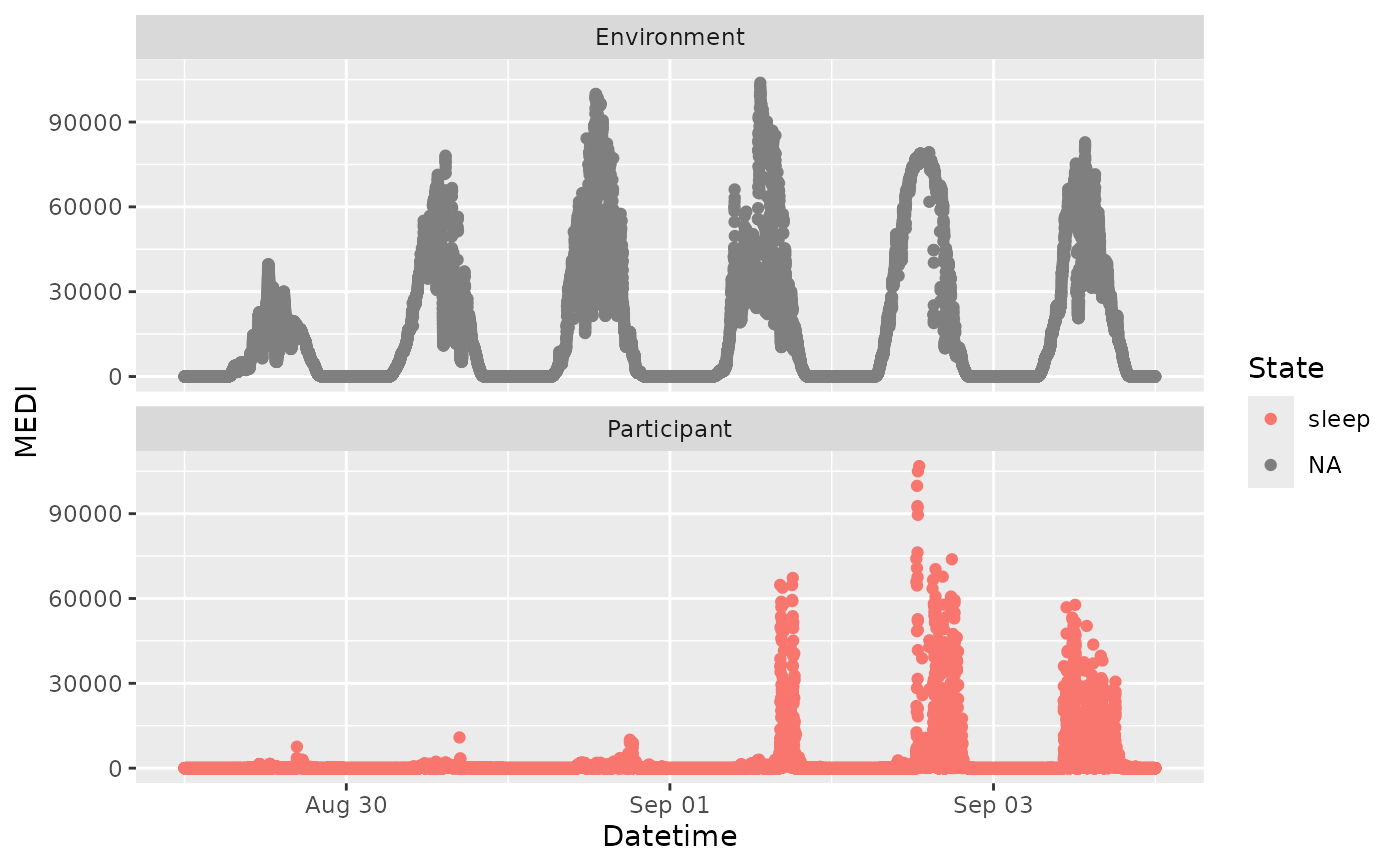 Environment
90000
60000
30000
0
Participant
90000
60000
30000
0
MEDI
Aug 30
Sep 01
Sep 03
Datetime
State
sleep
NA